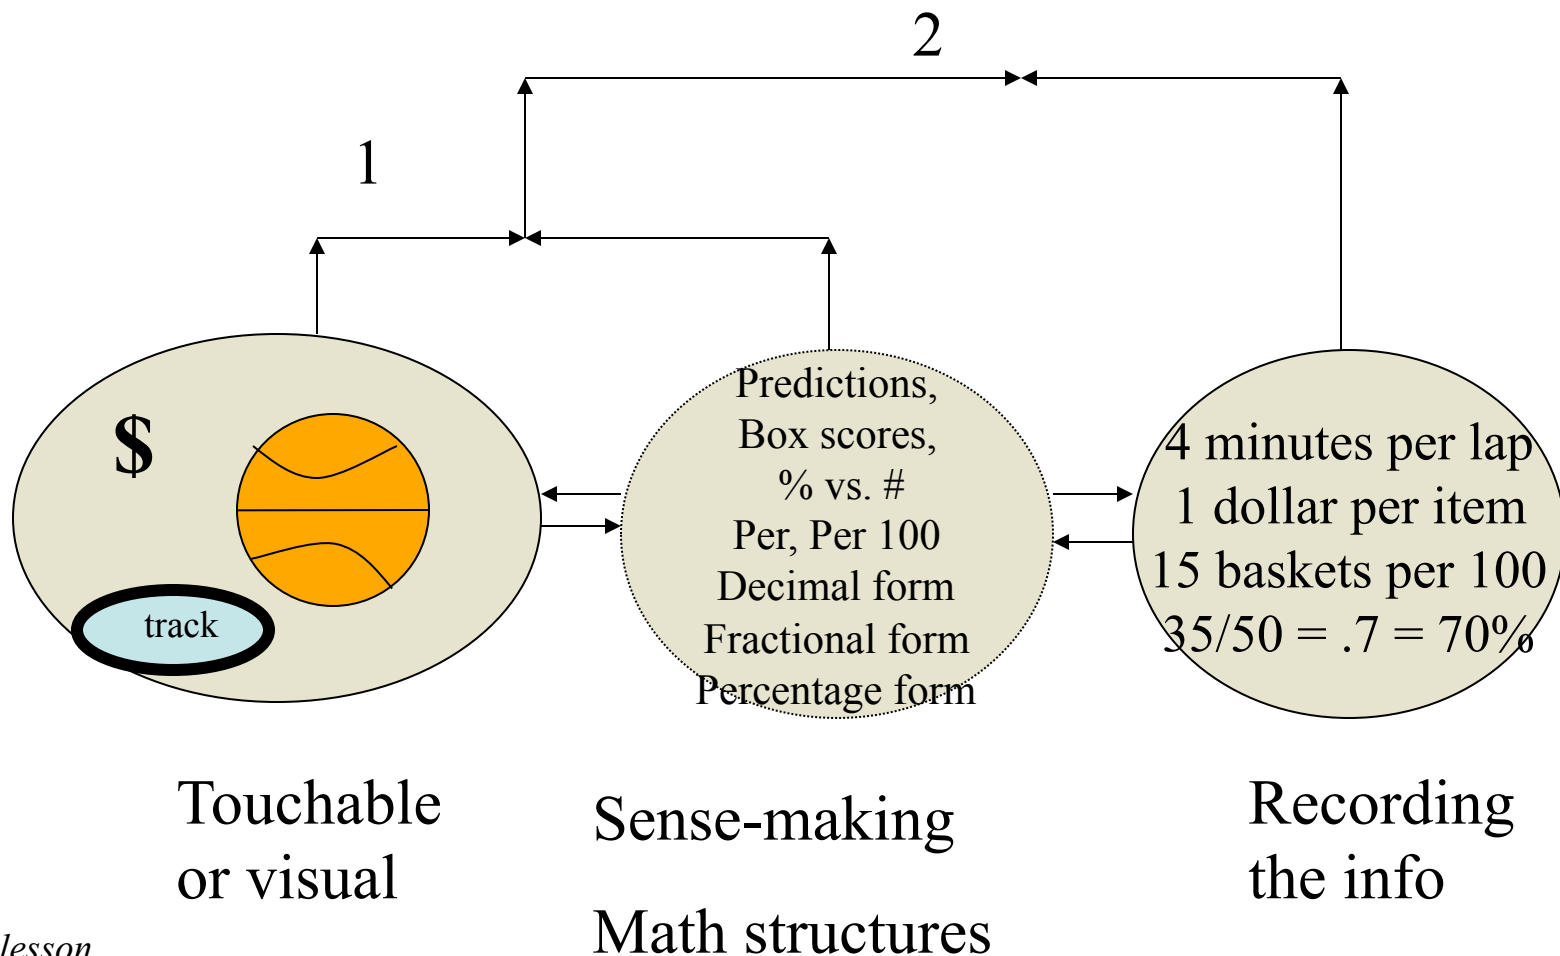 2
1
$
track
Predictions,
Box scores,
% vs. #
Per, Per 100
Decimal form
Fractional form
Percentage form
4 minutes per lap
1 dollar per item
15 baskets per 100
35/50 = .7 = 70%
Touchable
or visual
Sense-making
Math structures
Recording
the info
lesson